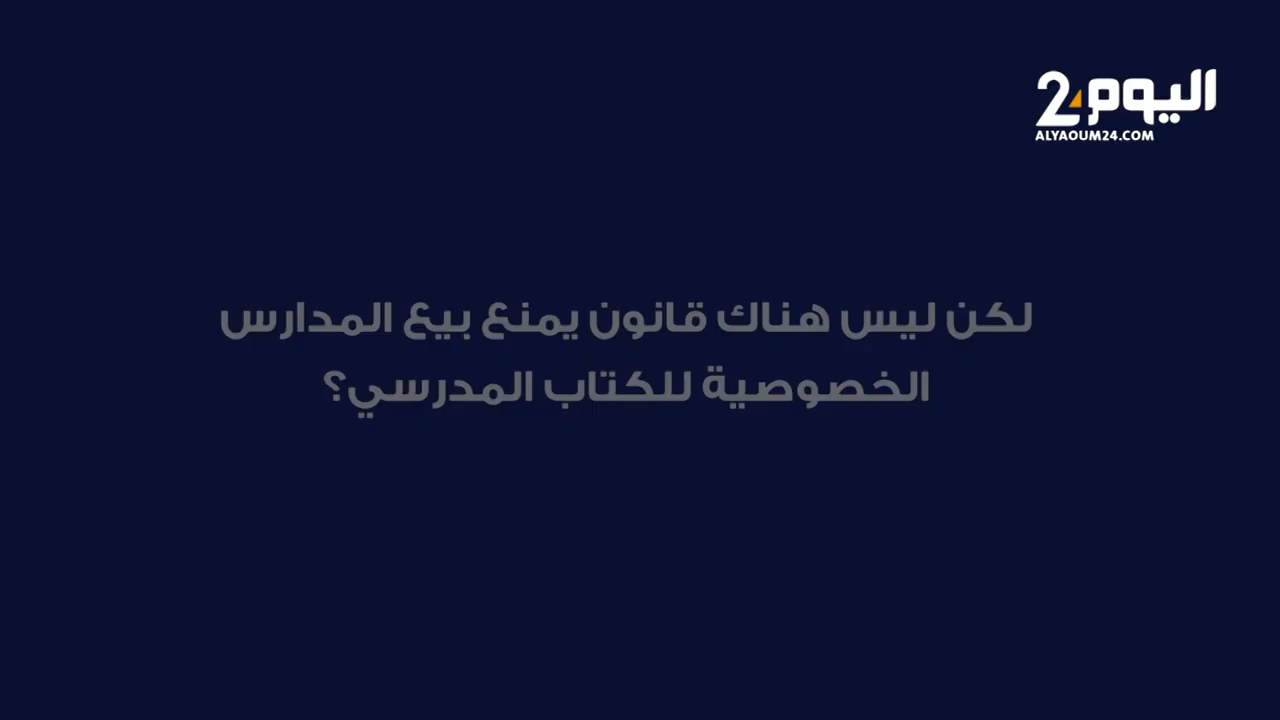 اليوم24
ALYAOUM24.COM
لكن ليس هناك قانون يمنع بيع المدارس
الخصوصية للكتاب المدرسي؟